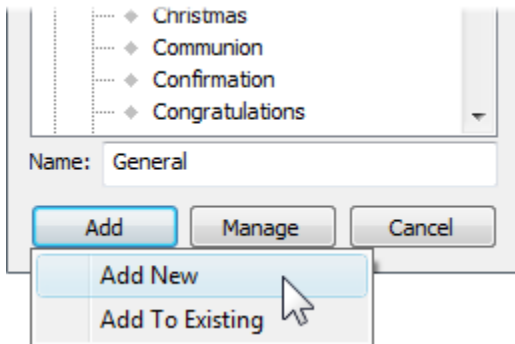 Christmas
Communion
Confirmation
Congratulations
Name: General
Add Manage Cancel
Add New
Add To Existing